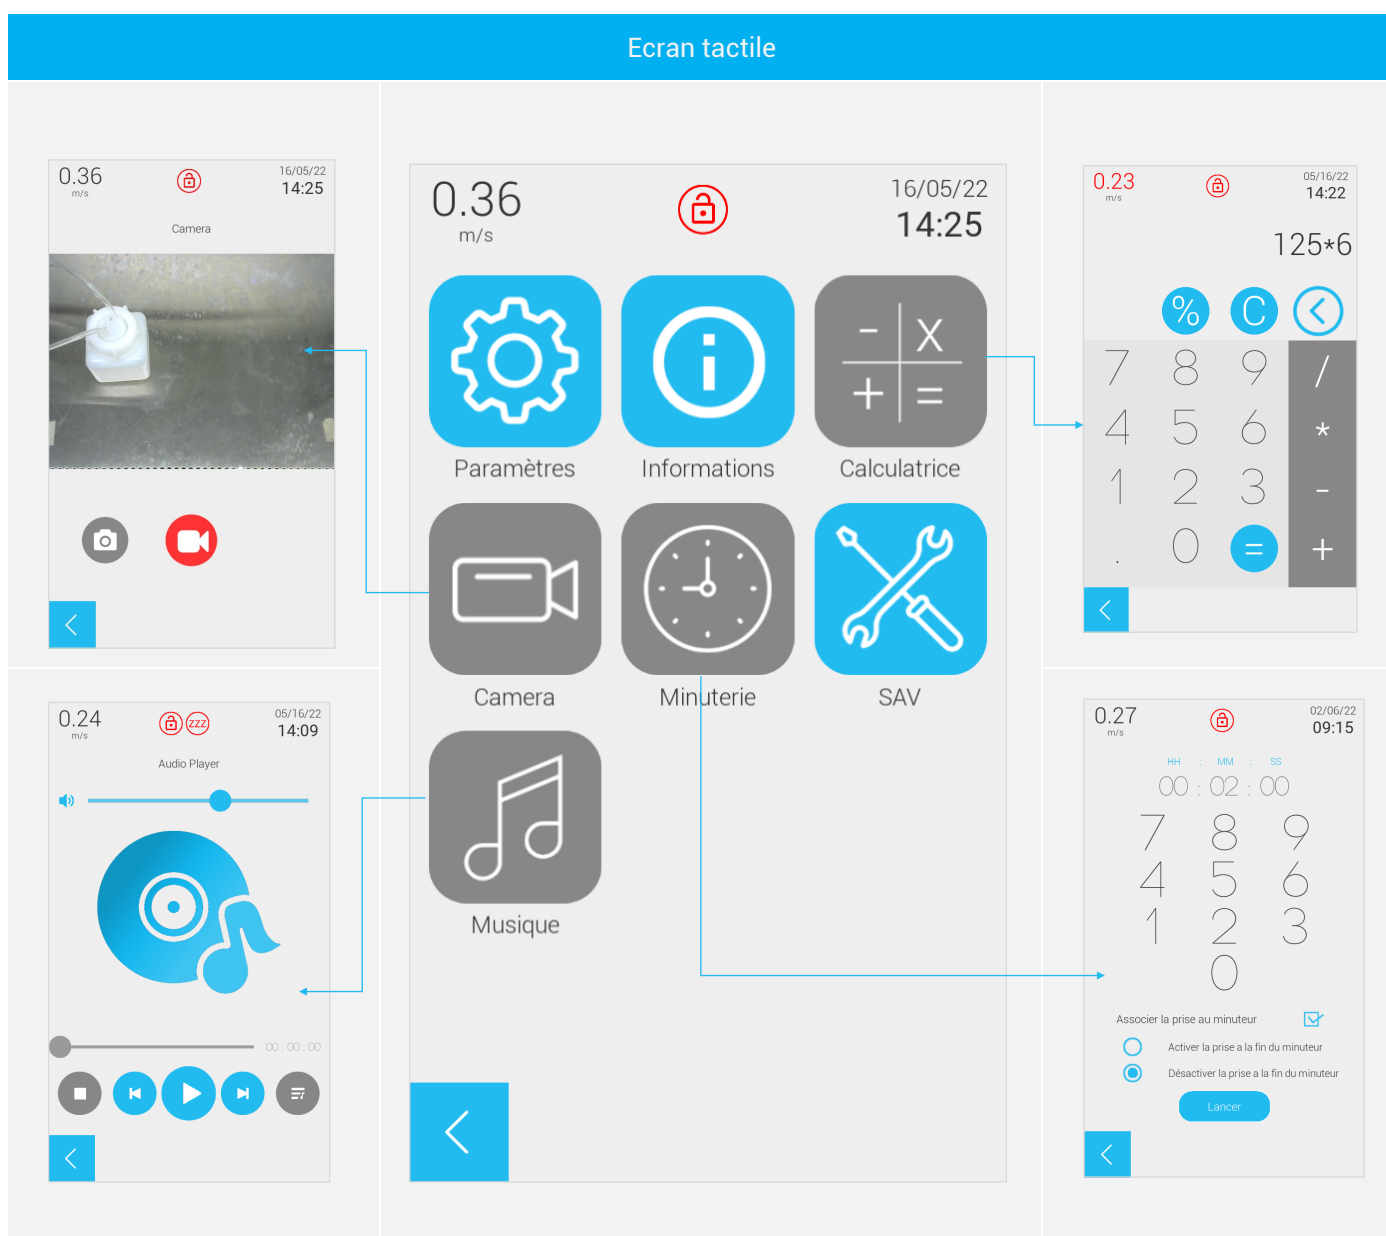 Ecran tactile
0.36
m/s
16/05/22
14:25
Camera
0.24
m/s
ZZZ
05/16/22
14:09
Audio Player
00 : 00 : 00
0.36
m/s
16/05/22
14:25
- X
+ =
Paramètres
Informations
Calculatrice
Camera
Minuterie
SAV
Musique
0.23
m/s
05/16/22
14:22
125*6
% C
7 8 9 /
4 5 6 *
1 2 3 -
. 0 = +
0.27
m/s
02/06/22
09:15
HH : MM : SS
00 : 02 : 00
7 8 9
4 5 6
1 2 3
0
Associer la prise au minuteur
Activer la prise a la fin du minuteur
Désactiver la prise a la fin du minuteur
Lancer